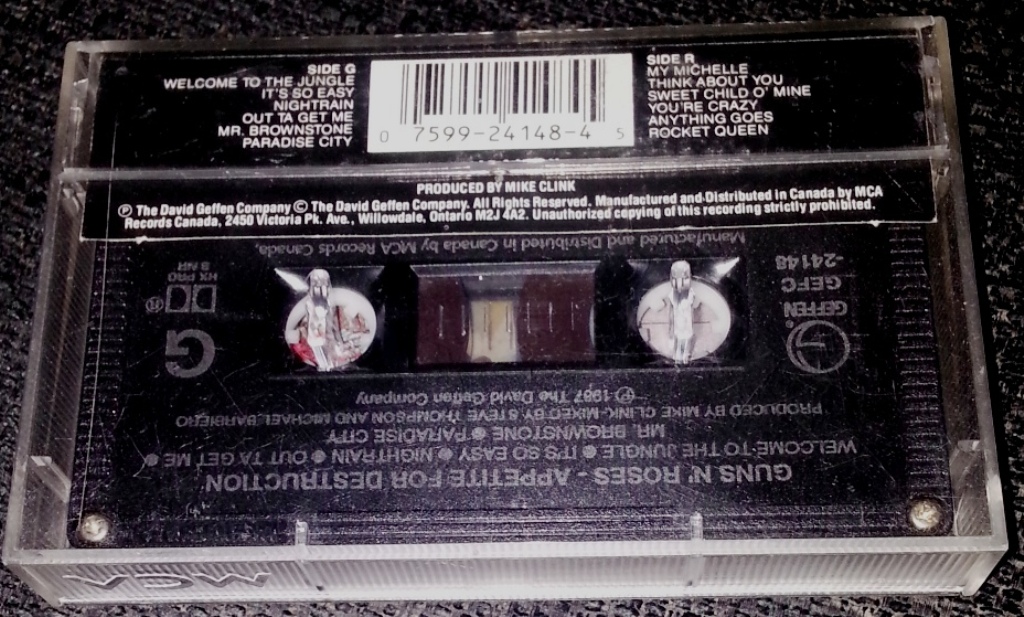 SIDE G
WELCOME TO THE JUNGLE
IT'S SO EASY
NIGHTRAIN
OUT TA GET ME
MR. BROWNSTONE
PARADISE CITY
0 7599-24148-4 5
SIDE R
MY MICHELLE
THINK ABOUT YOU
SWEET CHILD O' MINE
YOU'RE CRAZY
ANYTHING GOES
ROCKET QUEEN
PRODUCED BY MIKE CLINK
Ⓟ The David Geffen Company © The David Geffen Company. All Rights Reserved. Manufactured and Distributed in Canada by MCA
Records Canada, 2450 Victoria Pk. Ave., Willowdale, Ontario M2J 4A2. Unauthorized copying of this recording strictly prohibited.
GUNS N' ROSES - APPETITE FOR DESTRUCTION
WELCOME TO THE JUNGLE ● IT'S SO EASY ● NIGHTRAIN ● OUT TA GET ME ●
MR. BROWNSTONE ● PARADISE CITY
PRODUCED BY MIKE CLINK-MIXED BY STEVE THOMPSON AND MICHAEL BARBIERO
Ⓟ 1987 The David Geffen Company
G
GEFFEN
GEFC
-24148
G
HX PRO
B NR
Manufactured and Distributed in Canada by MCA Records Canada.
MCA